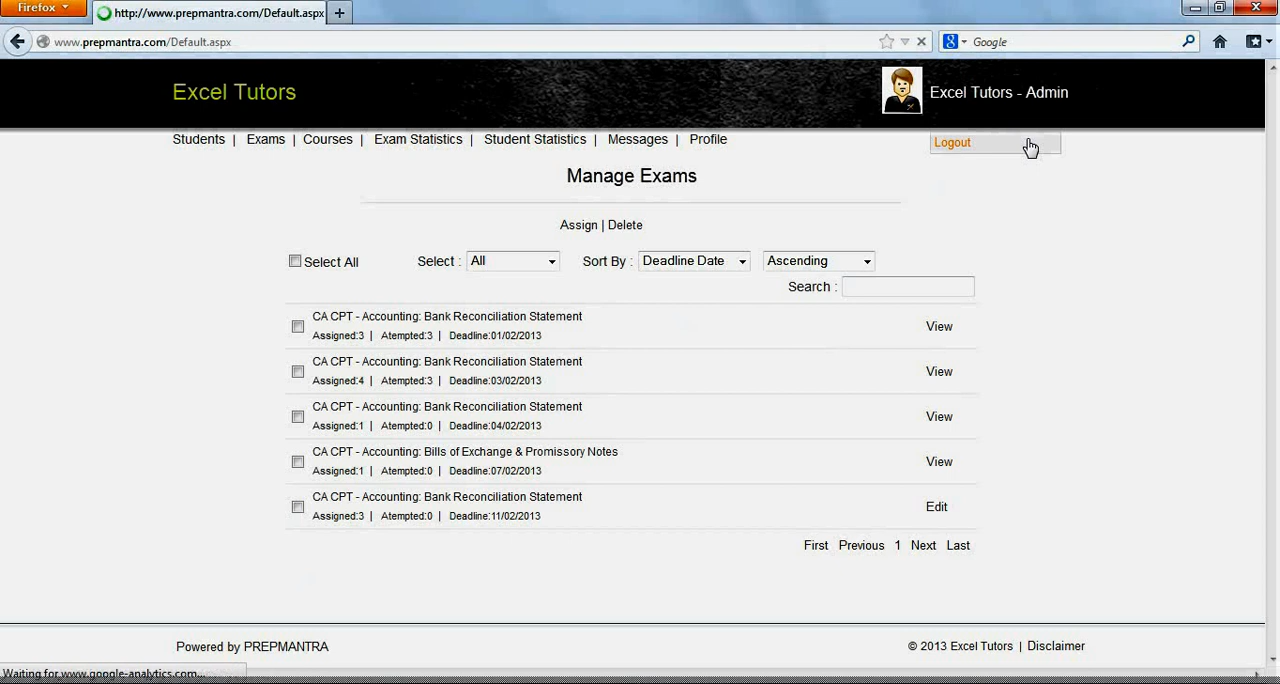 Firefox
http://www.prepmantra.com/Default.aspx
www.prepmantra.com/Default.aspx
Google
Excel Tutors
Excel Tutors - Admin
Students | Exams | Courses | Exam Statistics | Student Statistics | Messages | Profile
Logout
Manage Exams
Assign | Delete
Select All Select : All Sort By : Deadline Date Ascending
Search :
CA CPT - Accounting: Bank Reconciliation Statement
Assigned:3 | Atempted:3 | Deadline:01/02/2013
View
CA CPT - Accounting: Bank Reconciliation Statement
Assigned:4 | Atempted:3 | Deadline:03/02/2013
View
CA CPT - Accounting: Bank Reconciliation Statement
Assigned:1 | Atempted:0 | Deadline:04/02/2013
View
CA CPT - Accounting: Bills of Exchange & Promissory Notes
Assigned:1 | Atempted:0 | Deadline:07/02/2013
View
CA CPT - Accounting: Bank Reconciliation Statement
Assigned:3 | Atempted:0 | Deadline:11/02/2013
Edit
First Previous 1 Next Last
Powered by PREPMANTRA
© 2013 Excel Tutors | Disclaimer
Waiting for www.google-analytics.com...